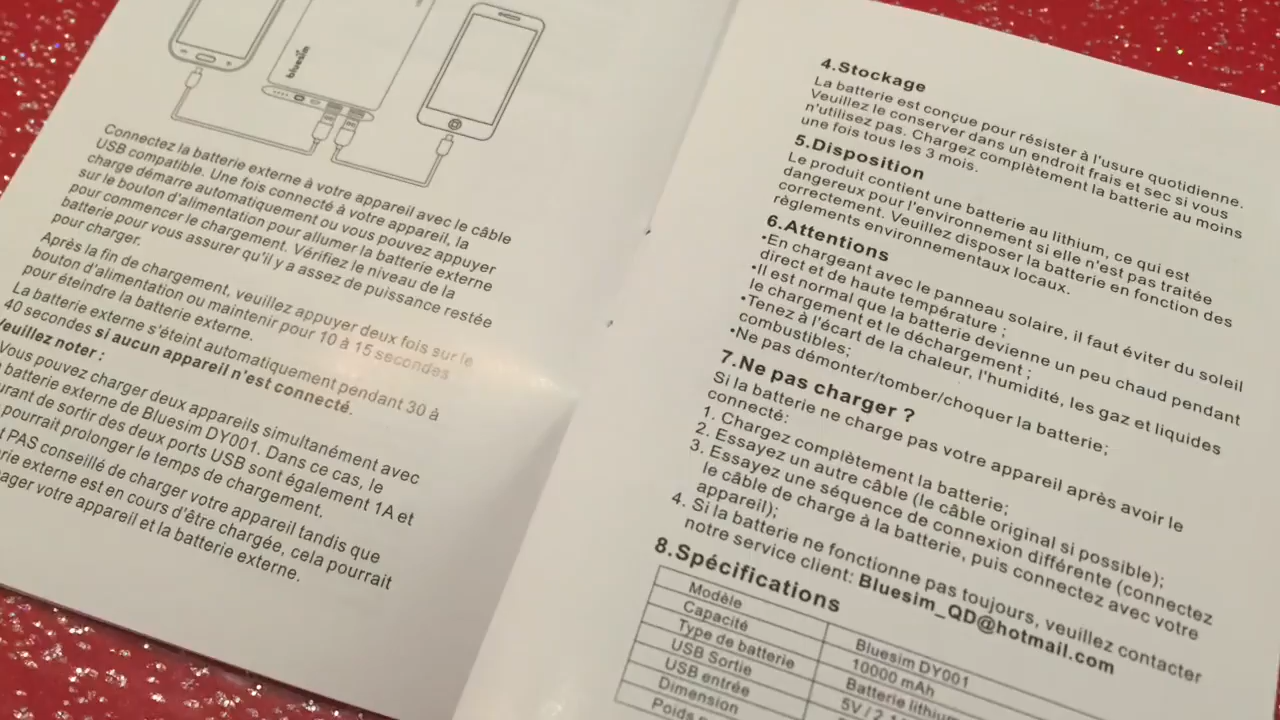 bluesim
Connectez la batterie externe à votre appareil avec le câble
USB compatible. Une fois connecté à votre appareil, la
charge démarre automatiquement ou vous pouvez appuyer
sur le bouton d'alimentation pour allumer la batterie externe
pour commencer le chargement. Vérifiez le niveau de la
batterie pour vous assurer qu'il y a assez de puissance restée
pour charger.
Après la fin de chargement, veuillez appuyer deux fois sur le
bouton d'alimentation ou maintenir pour 10 à 15 secondes
pour éteindre la batterie externe.
La batterie externe s'éteint automatiquement pendant 30 à
40 secondes si aucun appareil n'est connecté.
Veuillez noter :
Vous pouvez charger deux appareils simultanément avec
batterie externe de Bluesim DY001. Dans ce cas, le
de sortir des deux ports USB sont également 1A et
pourrait prolonger le temps de chargement.
PAS conseillé de charger votre appareil tandis que
externe est en cours d'être chargée, cela pourrait
votre appareil et la batterie externe.
4.Stockage
La batterie est conçue pour résister à l'usure quotidienne.
Veuillez le conserver dans un endroit frais et sec si vous
n'utilisez pas. Chargez complètement la batterie au moins
une fois tous les 3 mois.
5.Disposition
Le produit contient une batterie au lithium, ce qui est
dangereux pour l'environnement si elle n'est pas traitée
correctement. Veuillez disposer la batterie en fonction des
règlements environnementaux locaux.
6.Attentions
•En chargeant avec le panneau solaire, il faut éviter du soleil
direct et de haute température ;
•Il est normal que la batterie devienne un peu chaud pendant
le chargement et le déchargement ;
•Tenez à l'écart de la chaleur, l'humidité, les gaz et liquides
combustibles;
•Ne pas démonter/tomber/choquer la batterie;
7.Ne pas charger ?
Si la batterie ne charge pas votre appareil après avoir le
connecté:
1. Chargez complètement la batterie;
2. Essayez un autre câble (le câble original si possible);
3. Essayez une séquence de connexion différente (connectez
le câble de charge à la batterie, puis connectez avec votre
appareil);
4. Si la batterie ne fonctionne pas toujours, veuillez contacter
notre service client: Bluesim_QD@hotmail.com
8.Spécifications
Modèle Bluesim DY001
Capacité 10000 mAh
Type de batterie Batterie lithium
USB Sortie 5V / 2.
USB entrée
Dimension
Poids